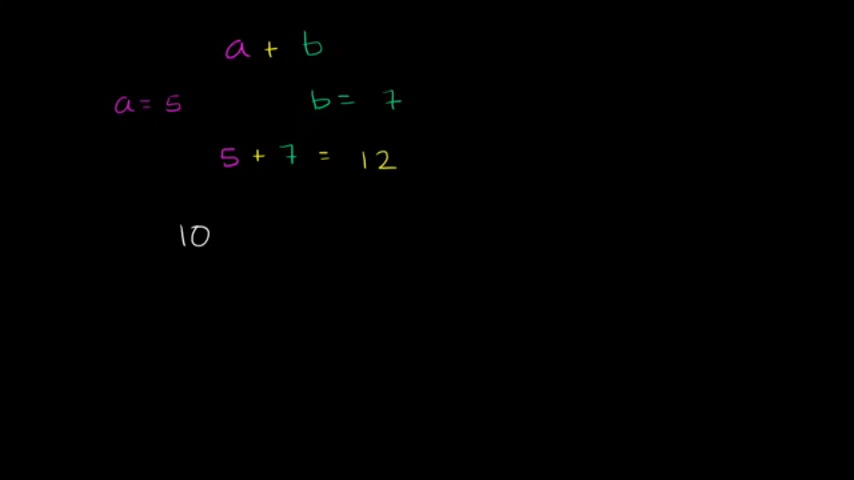 a + b
a = 5 b = 7
5 + 7 = 12
10